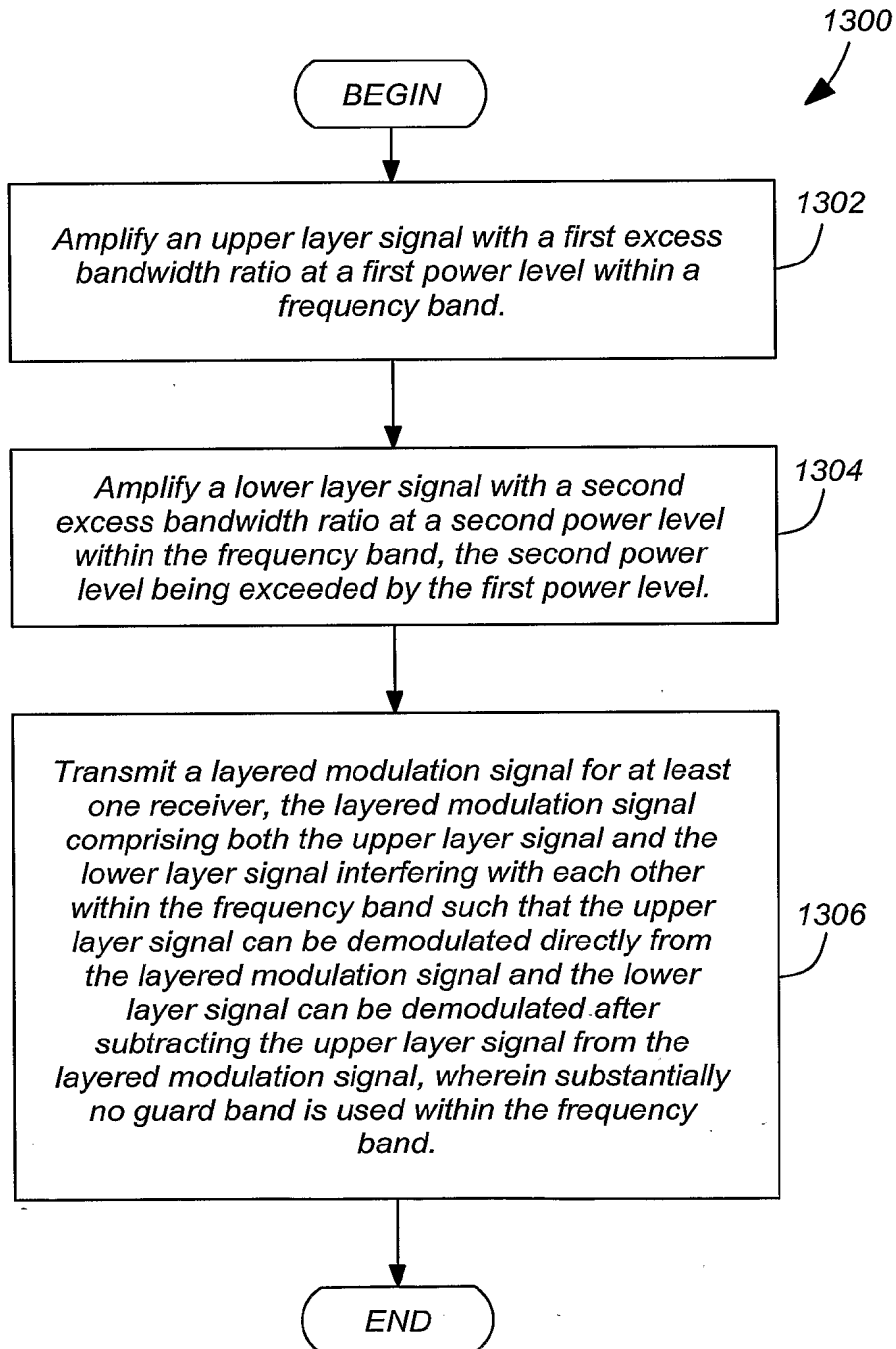 1300
BEGIN
1302
Amplify an upper layer signal with a first excess
bandwidth ratio at a first power level within a
frequency band.
1304
Amplify a lower layer signal with a second
excess bandwidth ratio at a second power level
within the frequency band, the second power
level being exceeded by the first power level.
Transmit a layered modulation signal for at least
one receiver, the layered modulation signal
comprising both the upper layer signal and the
lower layer signal interfering with each other
within the frequency band such that the upper
layer signal can be demodulated directly from
the layered modulation signal and the lower
layer signal can be demodulated after
subtracting the upper layer signal from the
layered modulation signal, wherein substantially
no guard band is used within the frequency
band.
1306
END